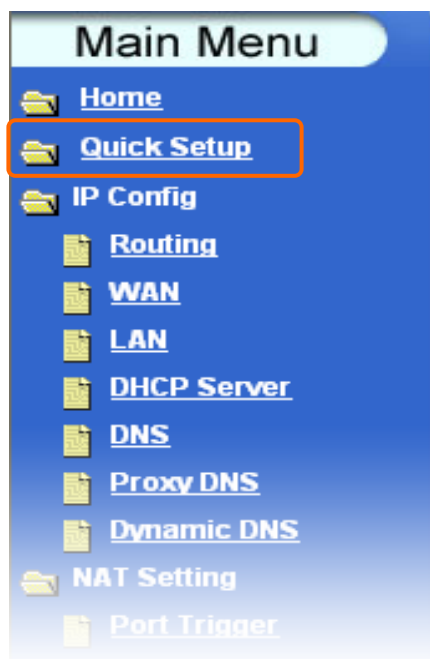 Main Menu
Home
Quick Setup
IP Config
Routing
WAN
LAN
DHCP Server
DNS
Proxy DNS
Dynamic DNS
NAT Setting
Port Trigger